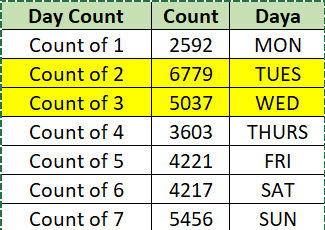 Day Count Count Daya
Count of 1 2592 MON
Count of 2 6779 TUES
Count of 3 5037 WED
Count of 4 3603 THURS
Count of 5 4221 FRI
Count of 6 4217 SAT
Count of 7 5456 SUN